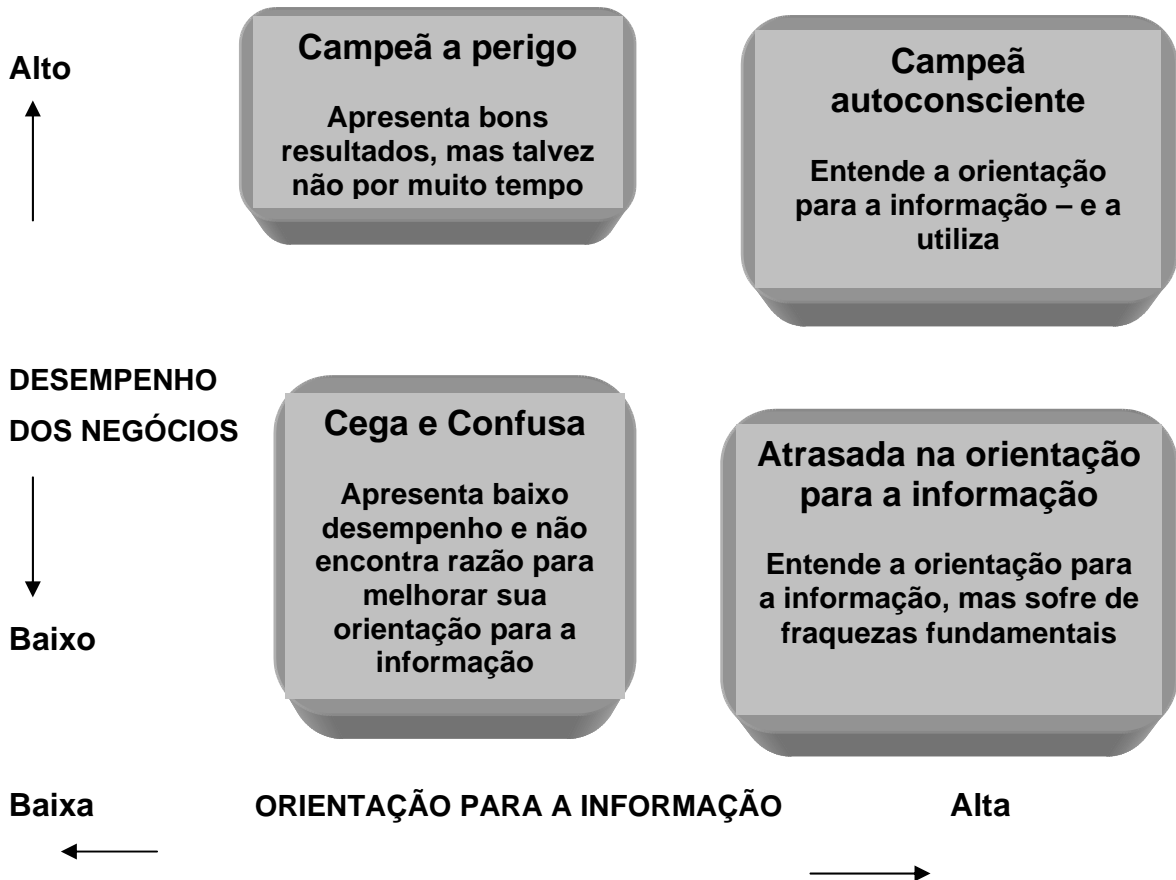 Alto
Campeã a perigo
Apresenta bons
resultados, mas talvez
não por muito tempo
Campeã
autoconsciente
Entende a orientação
para a informação – e a
utiliza
DESEMPENHO
DOS NEGÓCIOS
Baixo
Cega e Confusa
Apresenta baixo
desempenho e não
encontra razão para
melhorar sua
orientação para a
informação
Atrasada na orientação
para a informação
Entende a orientação para
a informação, mas sofre de
fraquezas fundamentais
Baixa
ORIENTAÇÃO PARA A INFORMAÇÃO
Alta